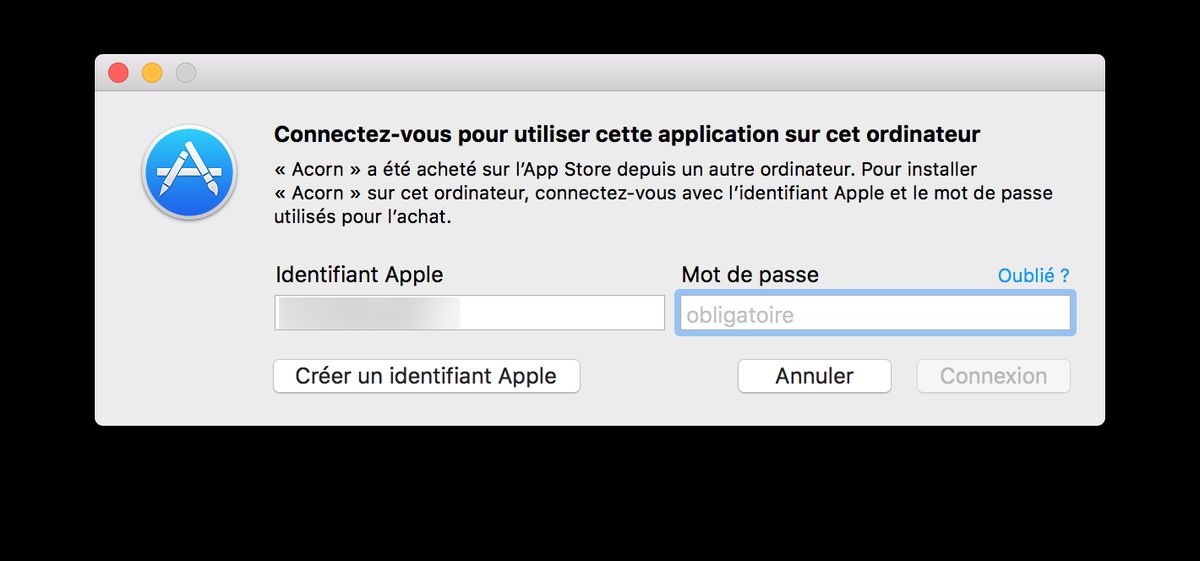 Connectez-vous pour utiliser cette application sur cet ordinateur
« Acorn » a été acheté sur l’App Store depuis un autre ordinateur. Pour installer
« Acorn » sur cet ordinateur, connectez-vous avec l’identifiant Apple et le mot de passe
utilisés pour l’achat.
Identifiant Apple
Mot de passe
Oublié ?
obligatoire
Créer un identifiant Apple
Annuler
Connexion